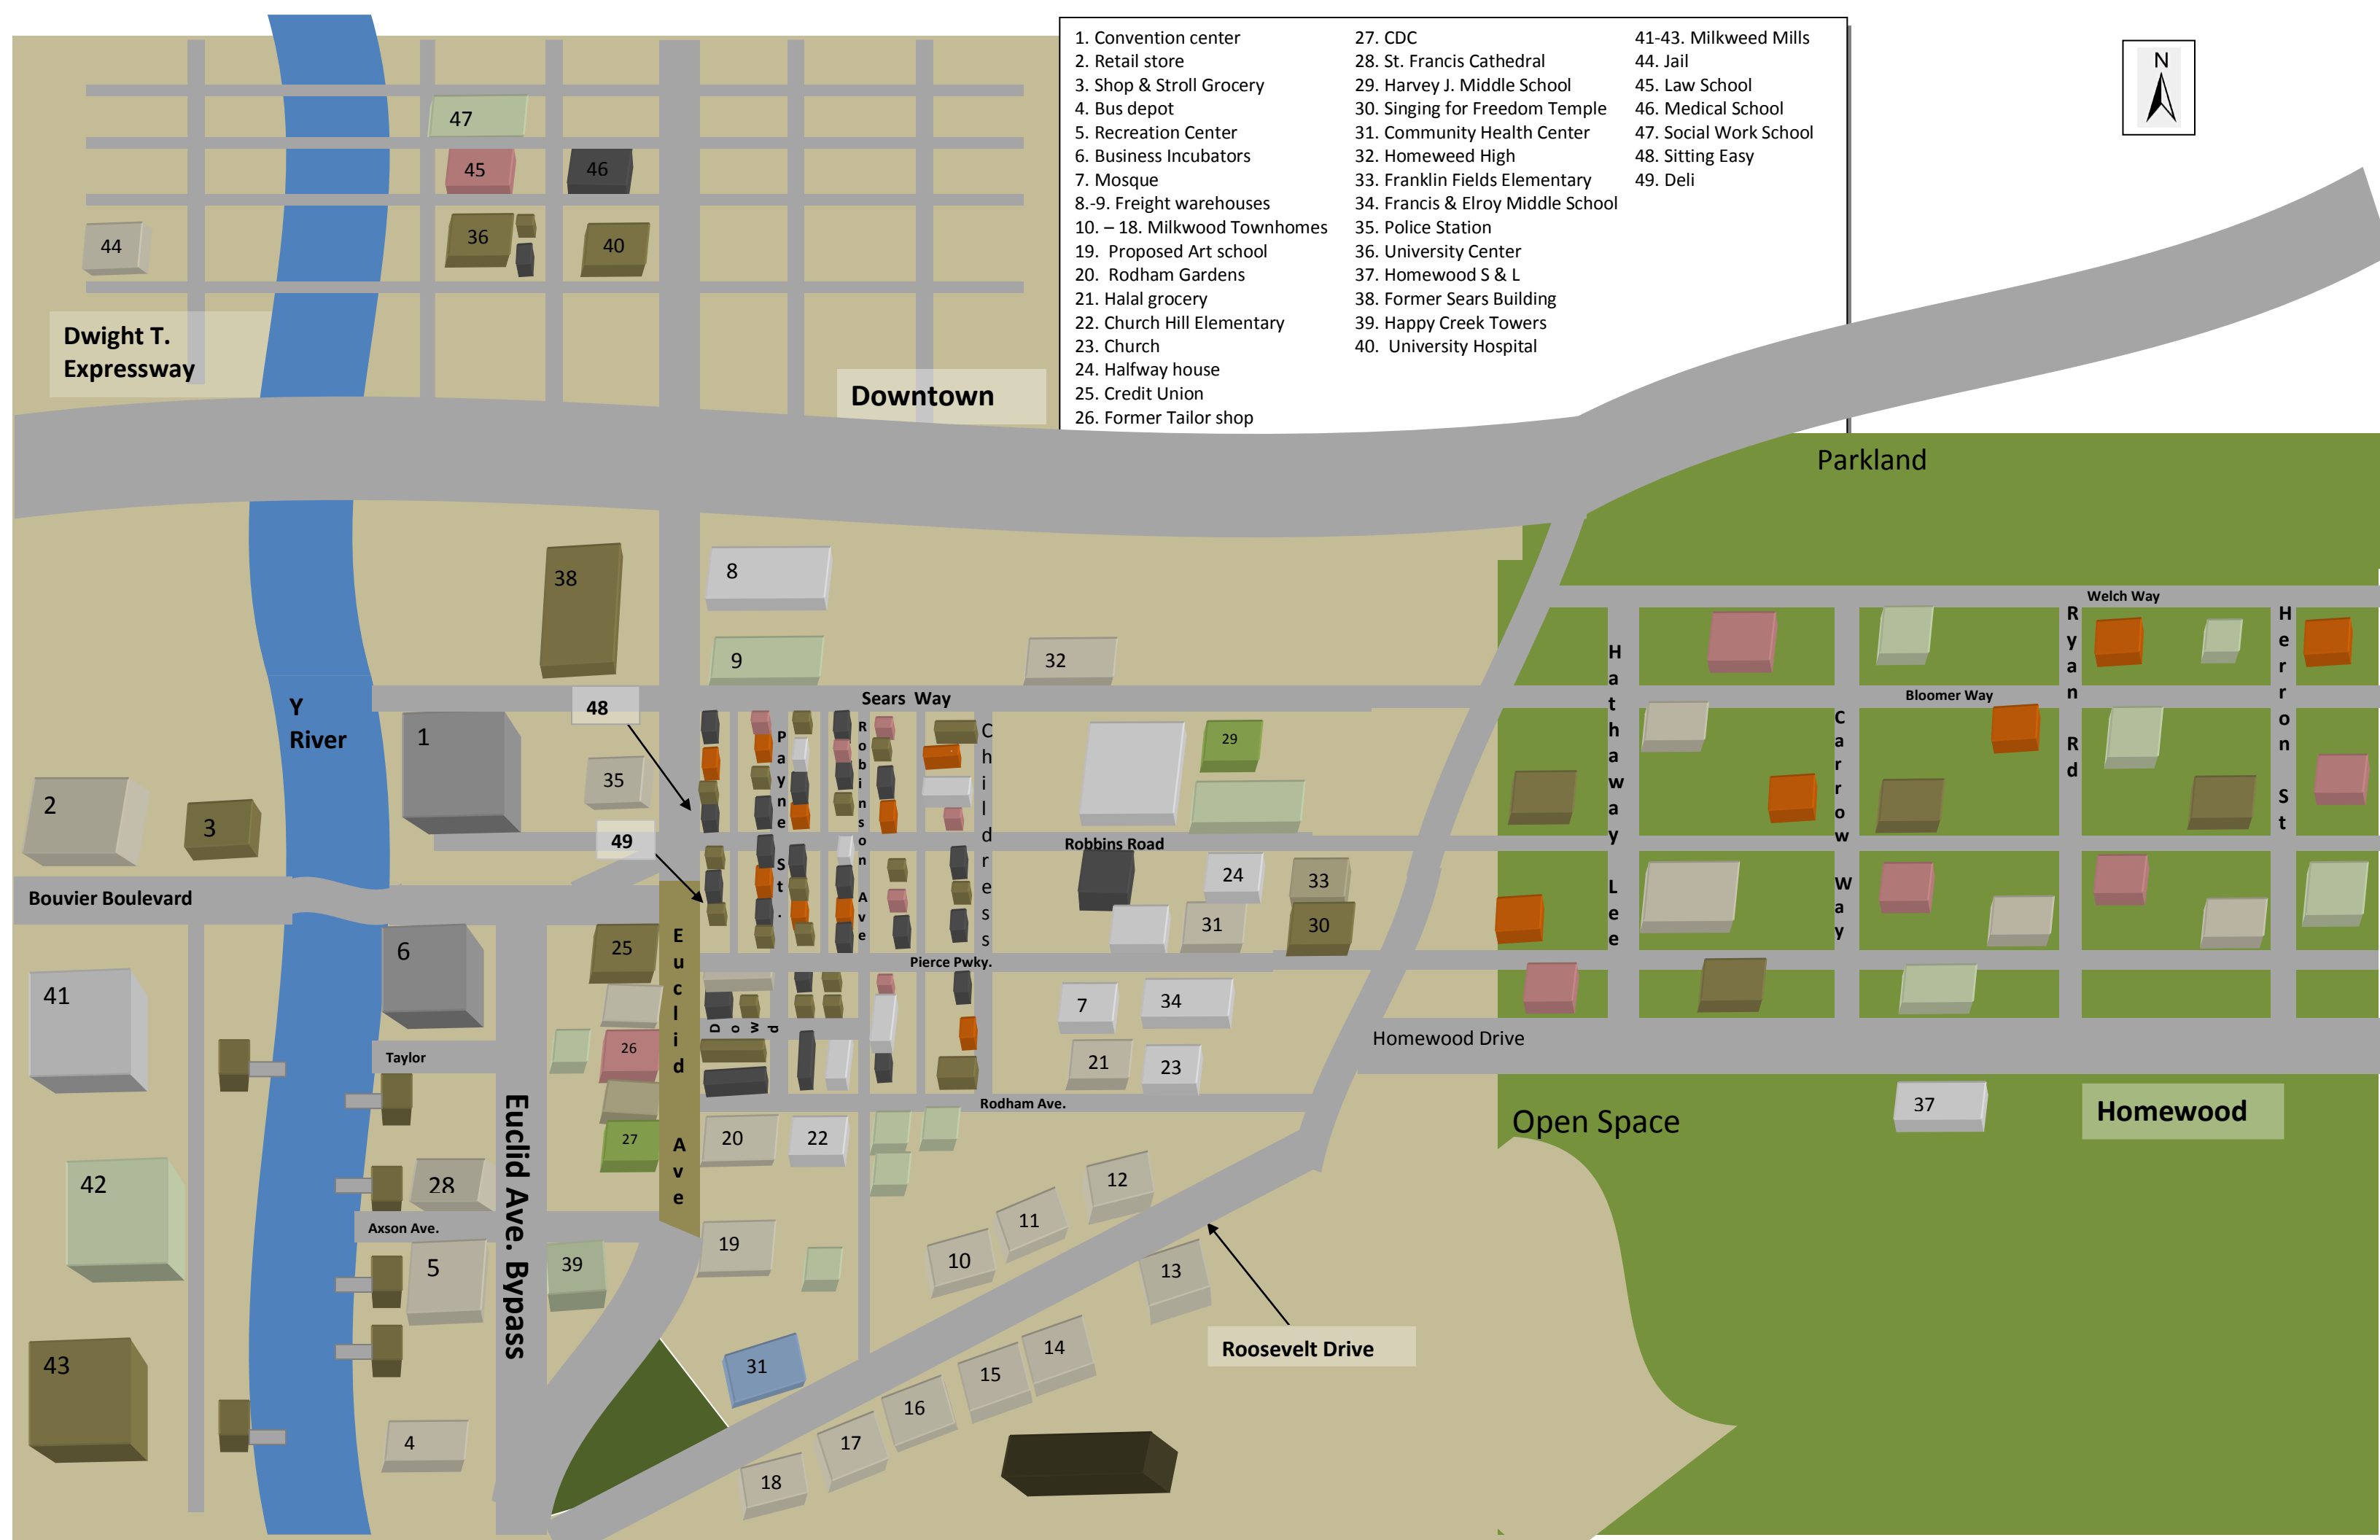 1. Convention center
2. Retail store
3. Shop & Stroll Grocery
4. Bus depot
5. Recreation Center
6. Business Incubators
7. Mosque
8.-9. Freight warehouses
10. – 18. Milkwood Townhomes
19. Proposed Art school
20. Rodham Gardens
21. Halal grocery
22. Church Hill Elementary
23. Church
24. Halfway house
25. Credit Union
26. Former Tailor shop
27. CDC
28. St. Francis Cathedral
29. Harvey J. Middle School
30. Singing for Freedom Temple
31. Community Health Center
32. Homeweed High
33. Franklin Fields Elementary
34. Francis & Elroy Middle School
35. Police Station
36. University Center
37. Homewood S & L
38. Former Sears Building
39. Happy Creek Towers
40. University Hospital
41-43. Milkweed Mills
44. Jail
45. Law School
46. Medical School
47. Social Work School
48. Sitting Easy
49. Deli
N
47
45
46
44
36
40
Dwight T.
Expressway
Downtown
Parkland
38
8
9
32
Welch Way
Sears Way
Bloomer Way
48
Y
River
1
35
29
2
3
49
Robbins Road
Payne St.
Robinson Ave
Childress
Hathaway Lee
Carrow Way
Ryan Rd
Herron St
Bouvier Boulevard
24
33
31
30
25
6
41
Euclid Ave
Pierce Pwky.
7
34
Dowd
Homewood Drive
26
Taylor
21
23
Rodham Ave.
Open Space
37
Homewood
27
20
22
Euclid Ave. Bypass
42
28
12
11
Axson Ave.
19
10
5
39
13
Roosevelt Drive
43
31
14
15
16
17
4
18